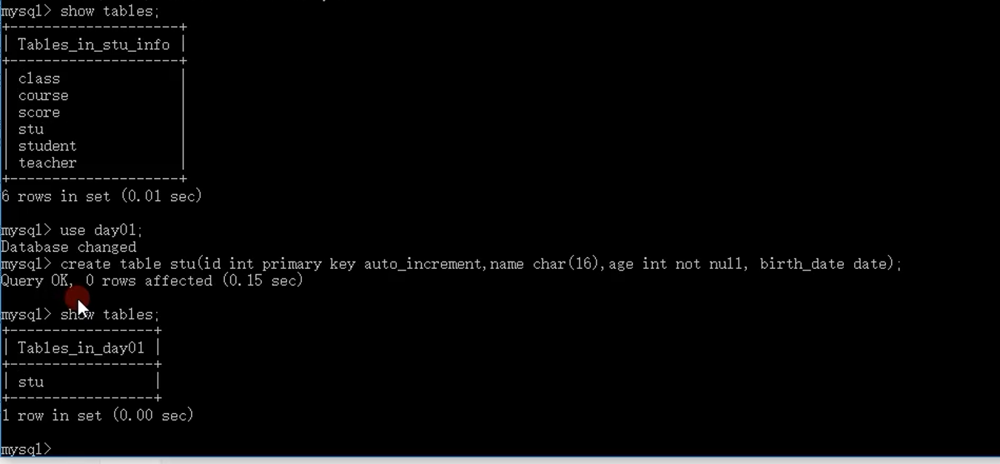 mysql> show tables;
+--------------------+
| Tables_in_stu_info |
+--------------------+
| class              |
| course             |
| score              |
| stu                |
| student            |
| teacher            |
+--------------------+
6 rows in set (0.01 sec)
mysql> use day01;
Database changed
mysql> create table stu(id int primary key auto_increment,name char(16),age int not null, birth_date date);
Query OK, 0 rows affected (0.15 sec)
mysql> show tables;
+-----------------+
| Tables_in_day01 |
+-----------------+
| stu             |
+-----------------+
1 row in set (0.00 sec)
mysql>